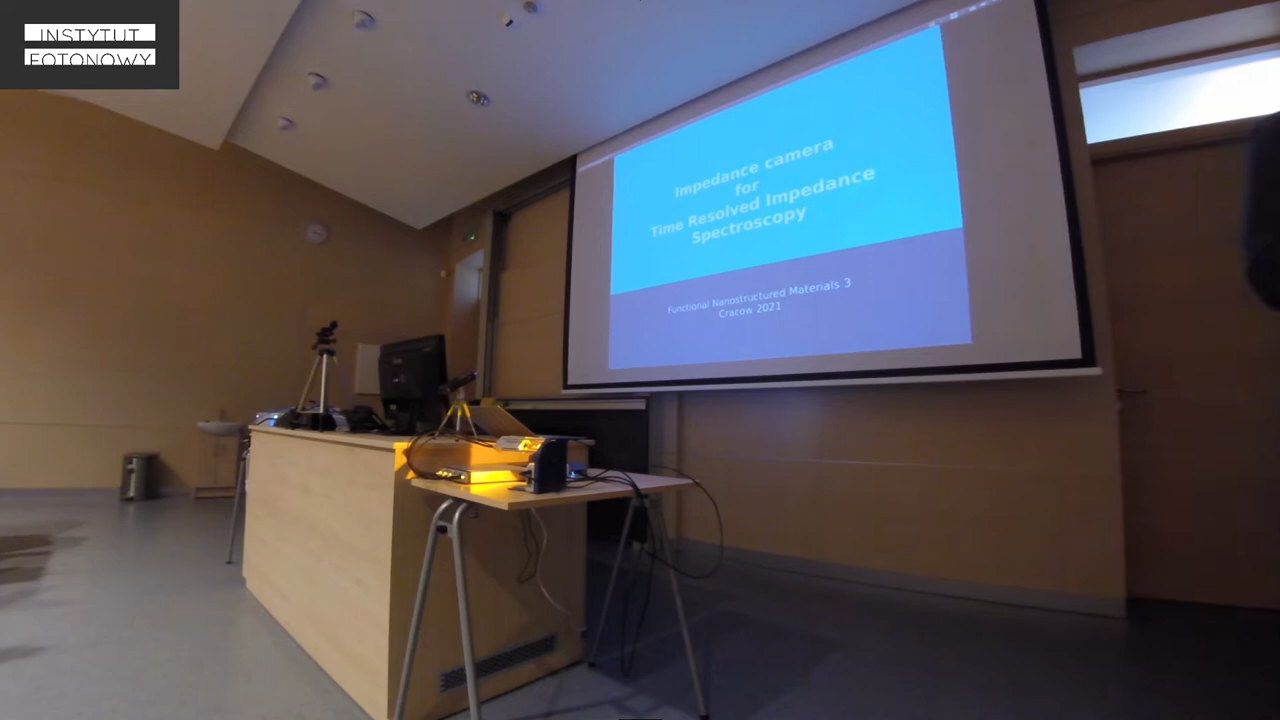 INSTYTUT
FOTONOWY
Impedance camera
for
Time Resolved Impedance
Spectroscopy
Functional Nanostructured Materials 3
Cracow 2021